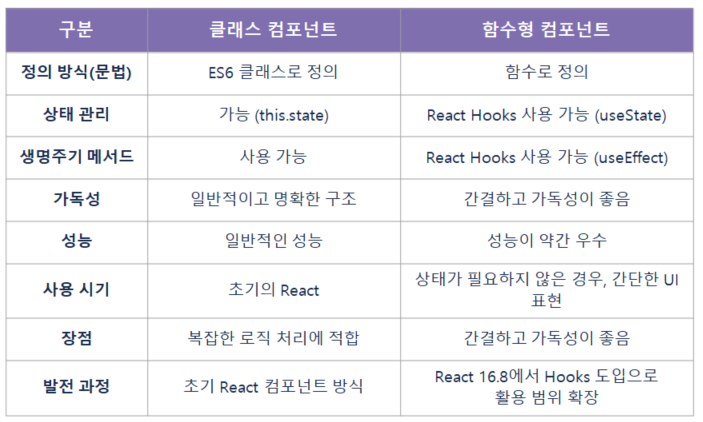 구분 클래스 컴포넌트 함수형 컴포넌트
정의 방식(문법) ES6 클래스로 정의 함수로 정의
상태 관리 가능 (this.state) React Hooks 사용 가능 (useState)
생명주기 메서드 사용 가능 React Hooks 사용 가능 (useEffect)
가독성 일반적이고 명확한 구조 간결하고 가독성이 좋음
성능 일반적인 성능 성능이 약간 우수
사용 시기 초기의 React 상태가 필요하지 않은 경우, 간단한 UI
표현
장점 복잡한 로직 처리에 적합 간결하고 가독성이 좋음
발전 과정 초기 React 컴포넌트 방식 React 16.8에서 Hooks 도입으로
활용 범위 확장